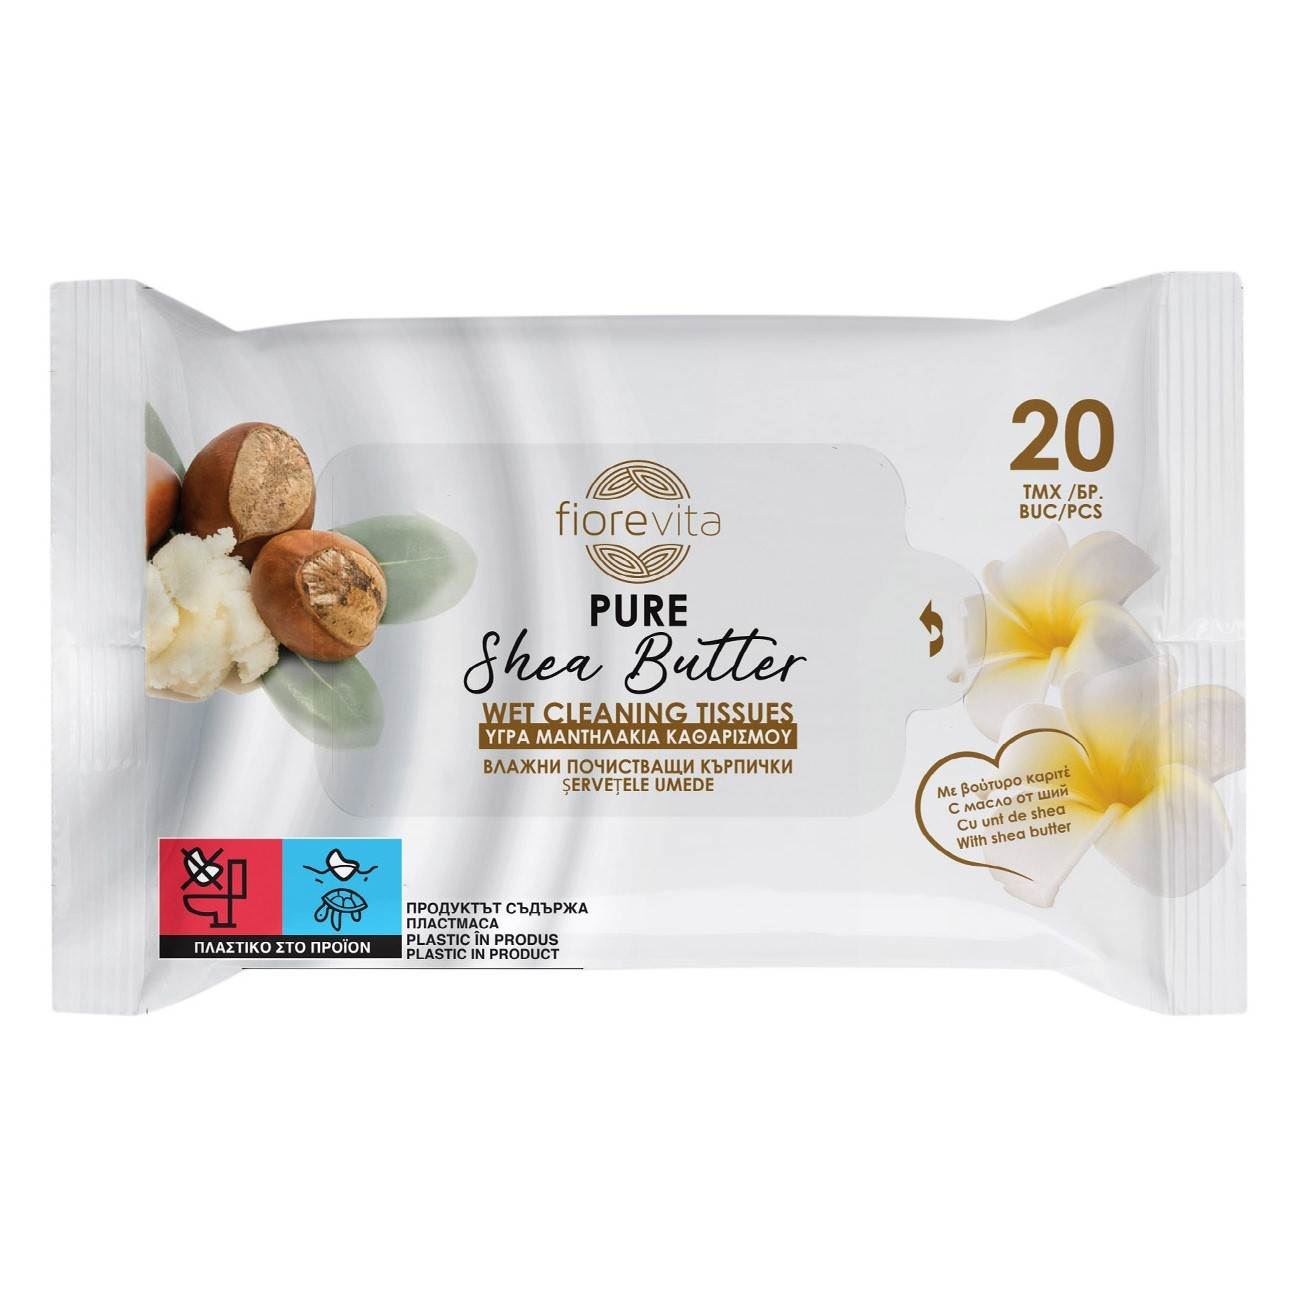 20
ΤΜΧ /БР.
BUC/PCS
fiorevita
PURE
Shea Butter
WET CLEANING TISSUES
ΥΓΡΑ ΜΑΝΤΗΛΑΚΙΑ ΚΑΘΑΡΙΣΜΟΥ
ВЛАЖНИ ПОЧИСТВАЩИ КЪРПИЧКИ
ȘERVEȚELE UMEDE
Με βούτυρο καριτέ
С масло от ший
Cu unt de shea
With shea butter
ΠΛΑΣΤΙΚΟ ΣΤΟ ΠΡΟΪΟΝ
ПРОДУКТЪТ СЪДЪРЖА
ПЛАСТМАСА
PLASTIC ÎN PRODUS
PLASTIC IN PRODUCT